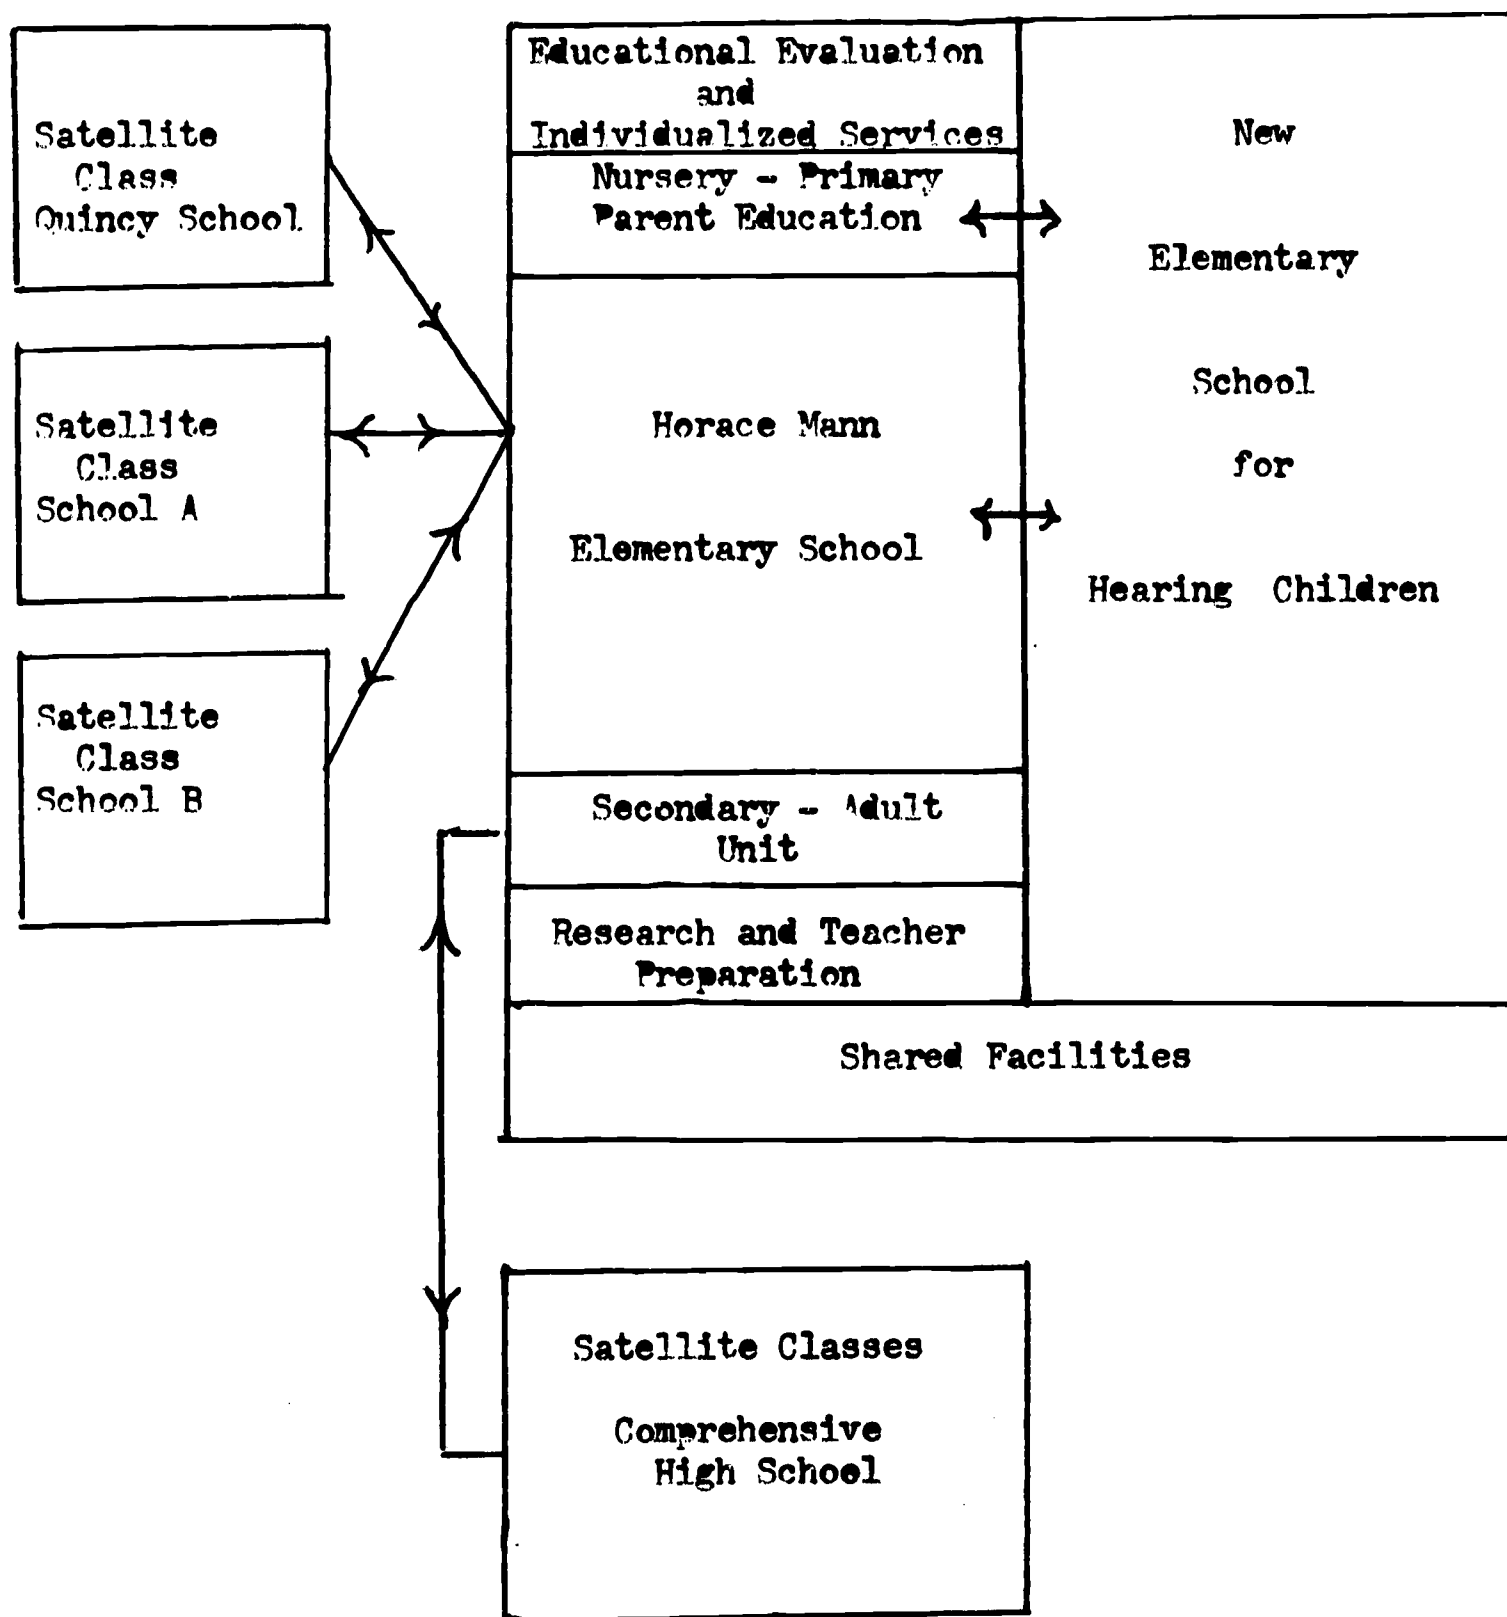 Satellite
Class
Quincy School
Satellite
Class
School A
Satellite
Class
School B
Educational Evaluation
and
Individualized Services
Nursery - Primary
Parent Education
Horace Mann
Elementary School
Secondary - Adult
Unit
Research and Teacher
Preparation
New
Elementary
School
for
Hearing Children
Shared Facilities
Satellite Classes
Comprehensive
High School